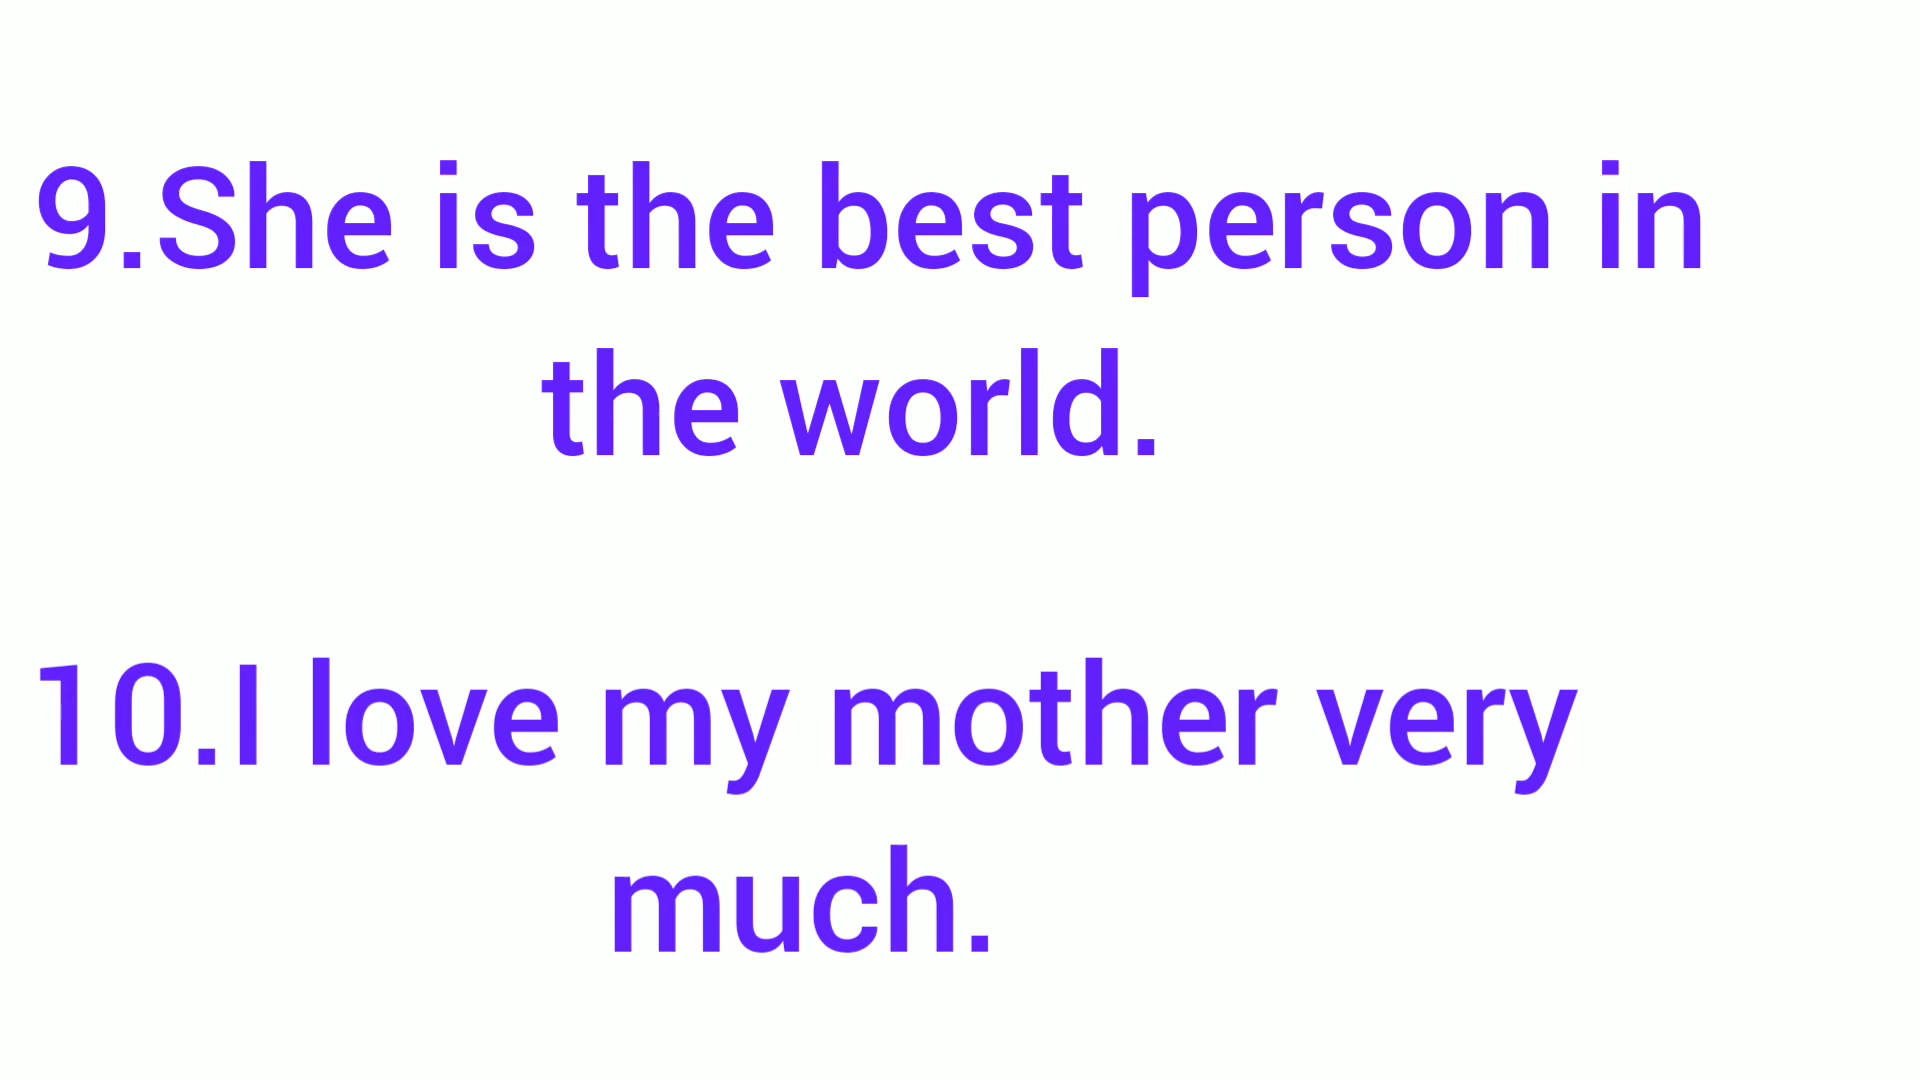 9.She is the best person in
the world.
10.I love my mother very
much.